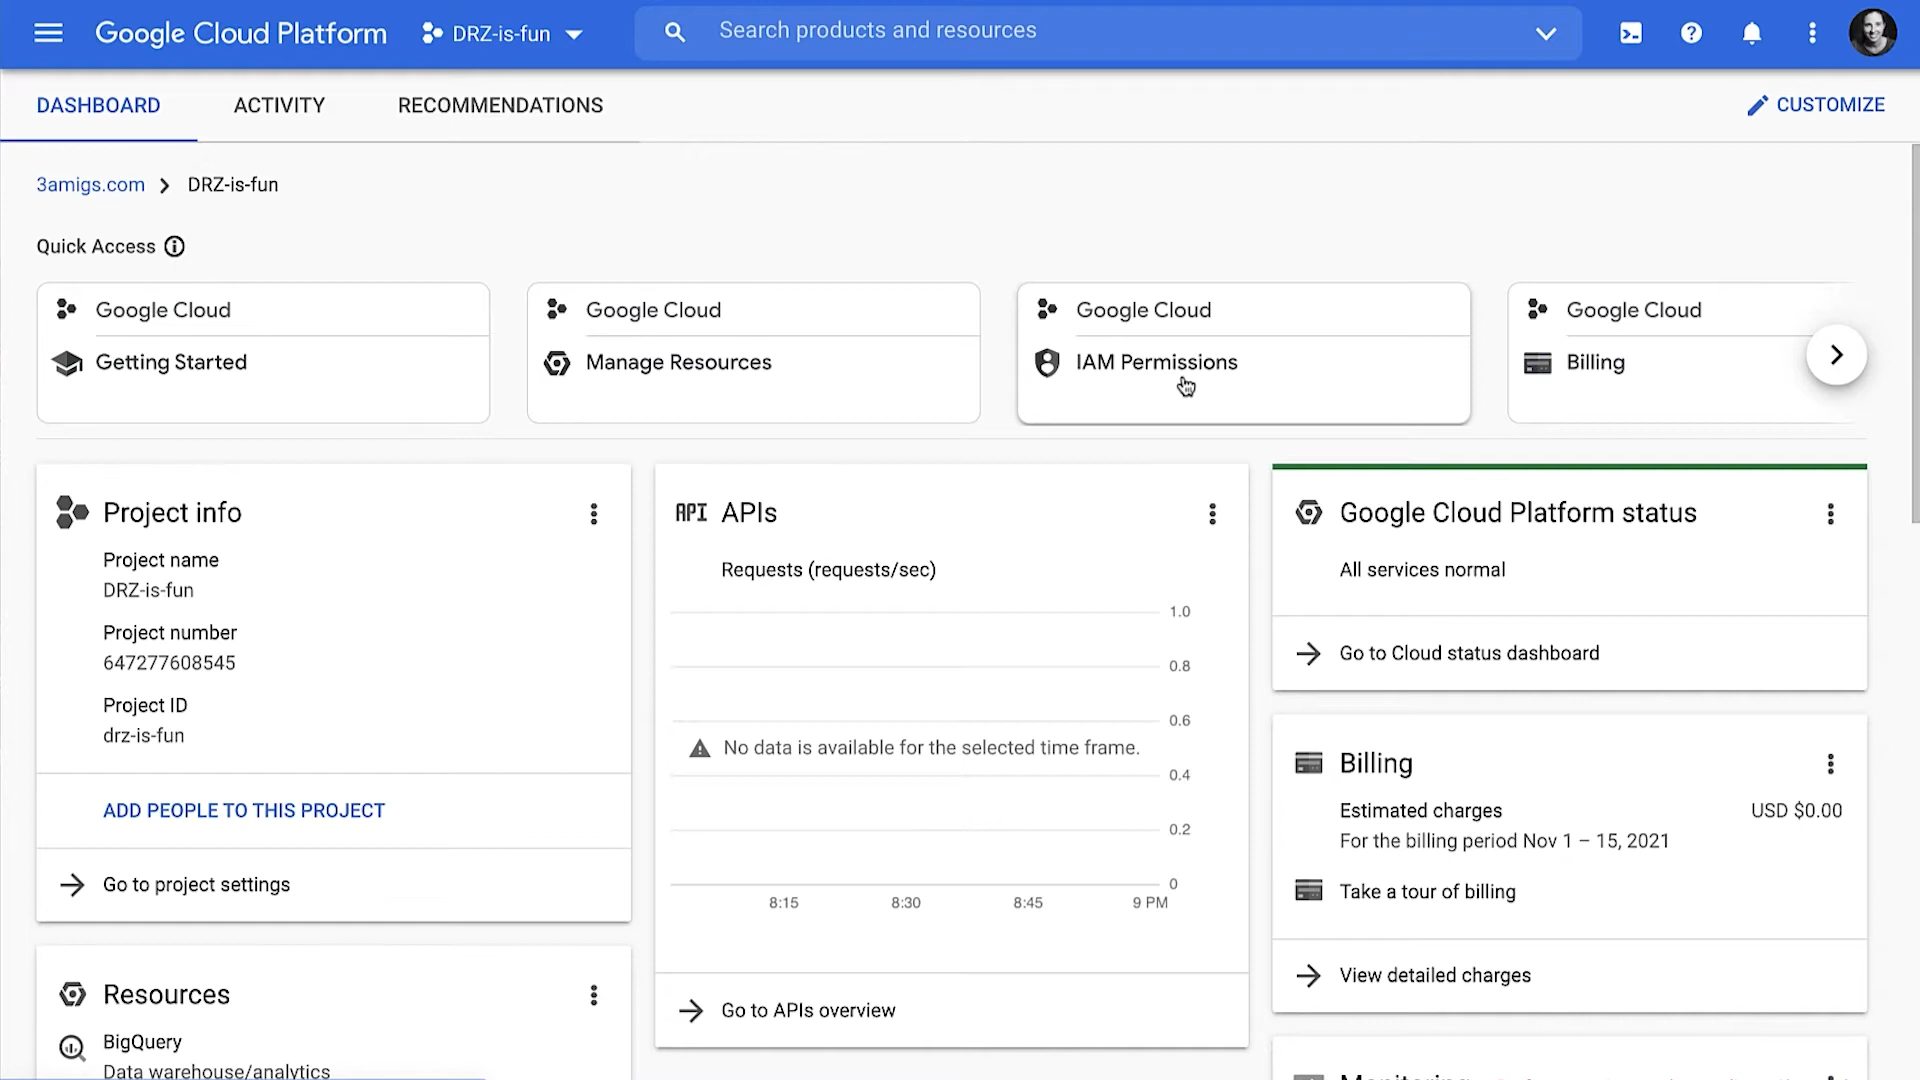 Google Cloud Platform
DRZ-is-fun
Search products and resources
DASHBOARD
ACTIVITY
RECOMMENDATIONS
CUSTOMIZE
3amigs.com
DRZ-is-fun
Quick Access
Google Cloud
Getting Started
Google Cloud
Manage Resources
Google Cloud
IAM Permissions
Google Cloud
Billing
Project info
Project name
DRZ-is-fun
Project number
647277608545
Project ID
drz-is-fun
ADD PEOPLE TO THIS PROJECT
Go to project settings
Resources
BigQuery
Data warehouse/analytics
API APIs
Requests (requests/sec)
1.0
0.8
0.6
No data is available for the selected time frame.
0.4
0.2
0
8:15 8:30 8:45 9 PM
Go to APIs overview
Google Cloud Platform status
All services normal
Go to Cloud status dashboard
Billing
Estimated charges USD $0.00
For the billing period Nov 1 – 15, 2021
Take a tour of billing
View detailed charges
Monitoring